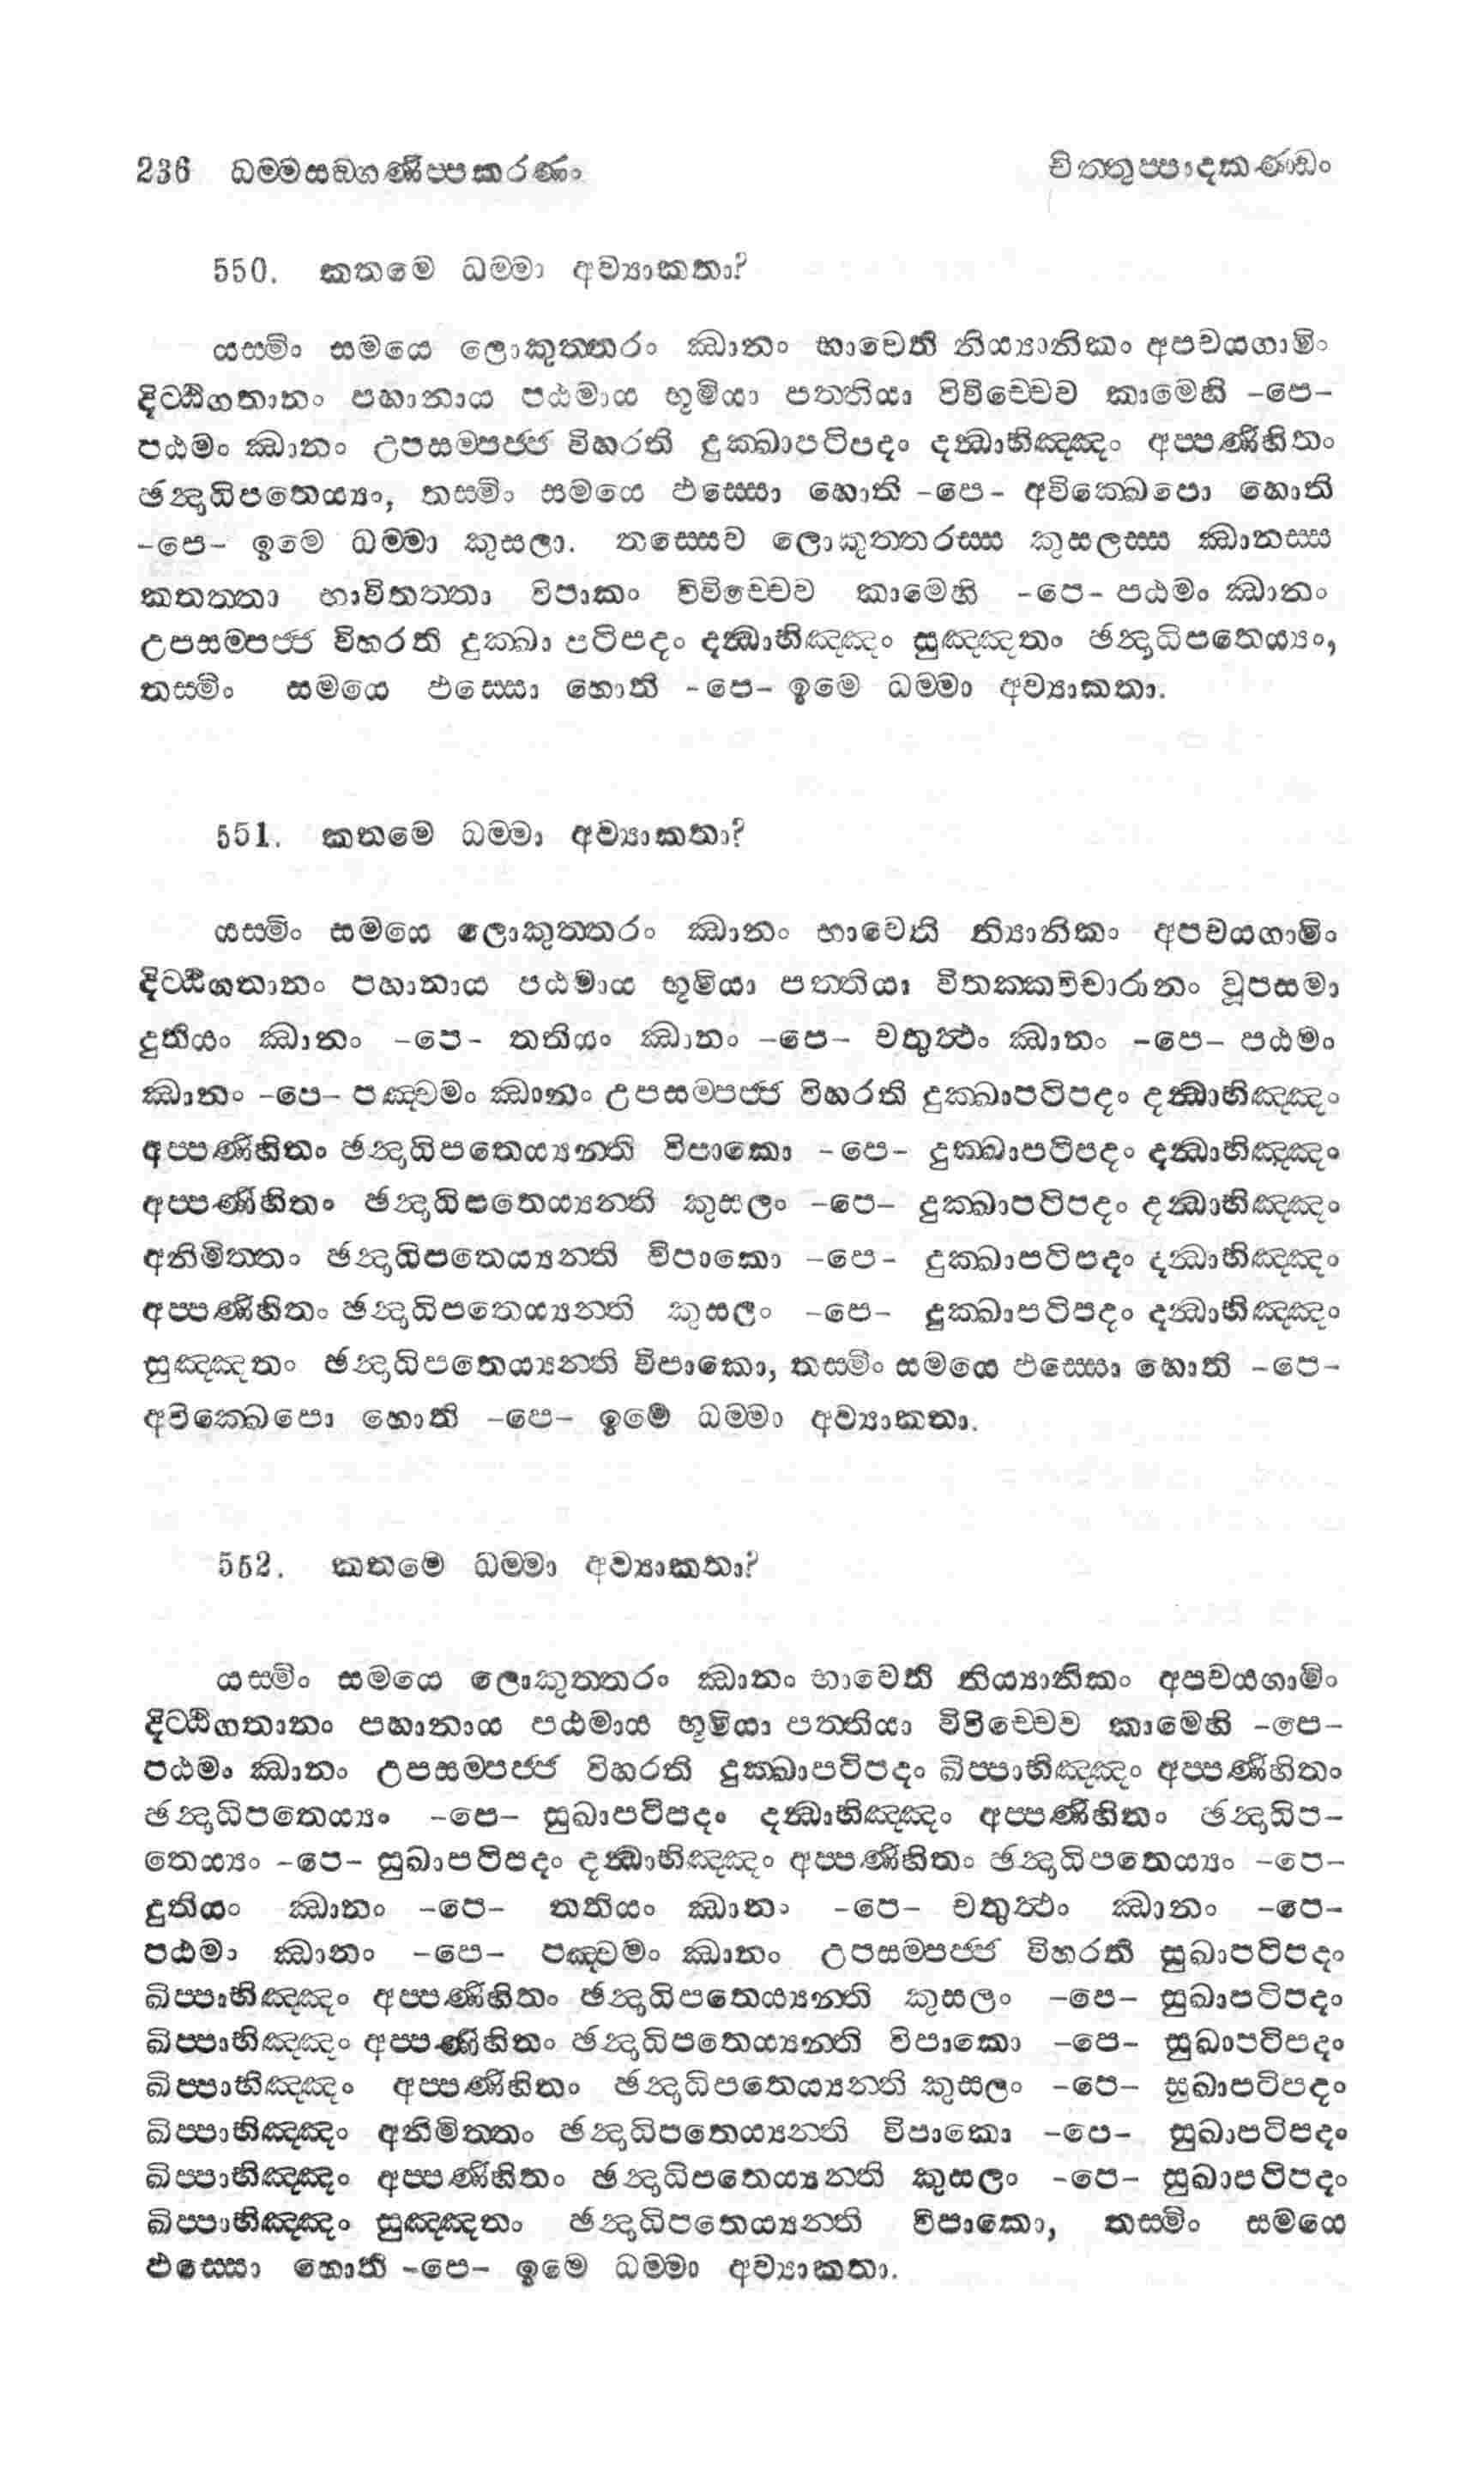 236 ධම්මසඞ්ගණිප්පකරණං
චිත්තුප්පාදකණ්ඩං
550. කතමෙ ධම්මා අව්‍යාකතා?
යස්මිං සමයෙ ලොකුත්තරං ඣානං භාවෙති නිය්‍යානිකං අපචයගාමිං
දිට්ඨිගතානං පහානාය පඨමාය භූමියා පත්තියා විවිච්චෙව කාමෙහි -පෙ-
පඨමං ඣානං උපසම්පජ්ජ විහරති දුක්ඛාපටිපදං දන්ධාභිඤ්ඤං අප්පණිහිතං
ඡන්දාධිපතෙය්‍යං, තස්මිං සමයෙ ඵස්සො හොති -පෙ- අවික්ඛෙපො හොති
-පෙ- ඉමෙ ධම්මා කුසලා. තස්සෙව ලොකුත්තරස්ස කුසලස්ස ඣානස්ස
කතත්තා භාවිතත්තා විපාකං විවිච්චෙව කාමෙහි -පෙ- පඨමං ඣානං
උපසම්පජ්ජ විහරති දුක්ඛා පටිපදං දන්ධාභිඤ්ඤං සුඤ්ඤතං ඡන්දාධිපතෙය්‍යං,
තස්මිං සමයෙ ඵස්සො හොති -පෙ- ඉමෙ ධම්මා අව්‍යාකතා.
551. කතමෙ ධම්මා අව්‍යාකතා?
යස්මිං සමයෙ ලොකුත්තරං ඣානං භාවෙති නි‍ය්‍යානිකං අපචයගාමිං
දිට්ඨිගතානං පහානාය පඨමාය භූමියා පත්තියා විතක්කවිචාරානං වූපසමා
දුතියං ඣානං -පෙ- තතියං ඣානං -පෙ- චතුත්ථං ඣානං -පෙ- පඨමං
ඣානං -පෙ- පඤ්චමං ඣානං උපසම්පජ්ජ විහරති දුක්ඛාපටිපදං දන්ධාභිඤ්ඤං
අප්පණිහිතං ඡන්දාධිපතෙය්‍යන්ති විපාකො -පෙ- දුක්ඛාපටිපදං දන්ධාභිඤ්ඤං
අප්පණිහිතං ඡන්දාධිපතෙය්‍යන්ති කුසලං -පෙ- දුක්ඛාපටිපදං දන්ධාභිඤ්ඤං
අනිමිත්තං ඡන්දාධිපතෙය්‍යන්ති විපාකො -පෙ- දුක්ඛාපටිපදං දන්ධාභිඤ්ඤං
අප්පණිහිතං ඡන්දාධිපතෙය්‍යන්ති කුසලං -පෙ- දුක්ඛාපටිපදං දන්ධාභිඤ්ඤං
සුඤ්ඤතං ඡන්දාධිපතෙය්‍යන්ති විපාකො, තස්මිං සමයෙ ඵස්සො හොති -පෙ-
අවික්ඛෙපො හොති -පෙ- ඉමෙ ධම්මා අව්‍යාකතා.
552. කතමෙ ධම්මා අව්‍යාකතා?
යස්මිං සමයෙ ලොකුත්තරං ඣානං භාවෙති නිය්‍යානිකං අපචයගාමිං
දිට්ඨිගතානං පහානාය පඨමාය භූමියා පත්තියා විවිච්චෙව කාමෙහි -පෙ-
පඨමං ඣානං උපසම්පජ්ජ විහරති දුක්ඛාපටිපදං ඛිප්පාභිඤ්ඤං අප්පණිහිතං
ඡන්දාධිපතෙය්‍යං -පෙ- සුඛාපටිපදං දන්ධාභිඤ්ඤං අප්පණිහිතං ඡන්දාධිප-
තෙය්‍යං -පෙ- සුඛාපටිපදං දන්ධාභිඤ්ඤං අප්පණිහිතං ඡන්දාධිපතෙය්‍යං -පෙ-
දුතියං ඣානං -පෙ- තතියං ඣානං -පෙ- චතුත්ථං ඣානං -පෙ-
පඨමං ඣානං -පෙ- පඤ්චමං ඣානං උපසම්පජ්ජ විහරති සුඛාපටිපදං
ඛිප්පාභිඤ්ඤං අප්පණිහිතං ඡන්දාධිපතෙය්‍යන්ති කුසලං -පෙ- සුඛාපටිපදං
ඛිප්පාභිඤ්ඤං අප්පණිහිතං ඡන්දාධිපතෙය්‍යන්ති විපාකො -පෙ- සුඛාපටිපදං
ඛිප්පාභිඤ්ඤං අප්පණිහිතං ඡන්දාධිපතෙය්‍යන්ති කුසලං -පෙ- සුඛාපටිපදං
ඛිප්පාභිඤ්ඤං අනිමිත්තං ඡන්දාධිපතෙය්‍යන්ති විපාකො -පෙ- සුඛාපටිපදං
ඛිප්පාභිඤ්ඤං අප්පණිහිතං ඡන්දාධිපතෙය්‍යන්ති කුසලං -පෙ- සුඛාපටිපදං
ඛිප්පාභිඤ්ඤං සුඤ්ඤතං ඡන්දාධිපතෙය්‍යන්ති විපාකො, තස්මිං සමයෙ
ඵස්සො හොති -පෙ- ඉමෙ ධම්මා අව්‍යාකතා.